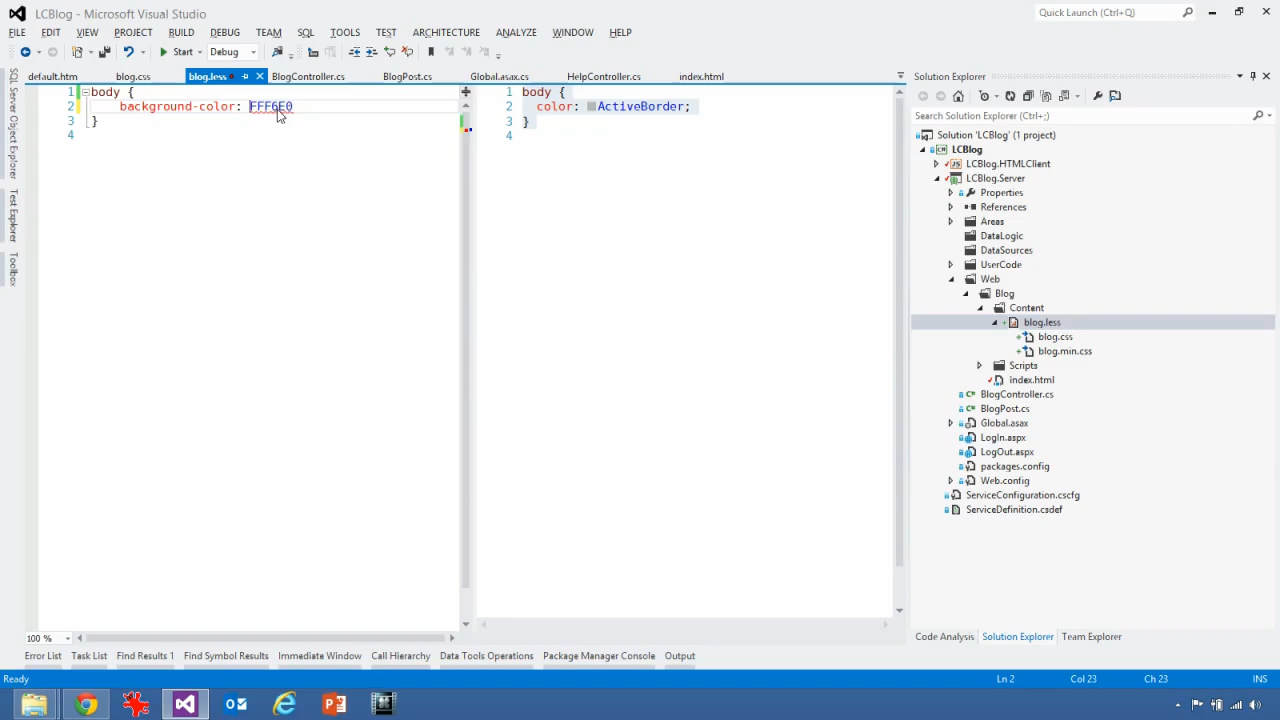 LCBlog - Microsoft Visual Studio
Quick Launch (Ctrl+Q)
FILE EDIT VIEW PROJECT BUILD DEBUG TEAM SQL TOOLS TEST ARCHITECTURE ANALYZE WINDOW HELP
Start Debug
default.htm blog.css blog.less BlogController.cs BlogPost.cs Global.asax.cs HelpController.cs index.html
SQL Server Object Explorer
Test Explorer
Toolbox
1 body {
2 background-color: FFF6E0
3 }
4
1 body {
2 color: ActiveBorder;
3 }
4
100 %
Solution Explorer
Search Solution Explorer (Ctrl+;)
Solution 'LCBlog' (1 project)
LCBlog
LCBlog.HTMLClient
LCBlog.Server
Properties
References
Areas
DataLogic
DataSources
UserCode
Web
Blog
Content
blog.less
blog.css
blog.min.css
Scripts
index.html
BlogController.cs
BlogPost.cs
Global.asax
LogIn.aspx
LogOut.aspx
packages.config
Web.config
ServiceConfiguration.cscfg
ServiceDefinition.csdef
Code Analysis Solution Explorer Team Explorer
Error List Task List Find Results 1 Find Symbol Results Immediate Window Call Hierarchy Data Tools Operations Package Manager Console Output
Ready Ln 2 Col 23 Ch 23 INS